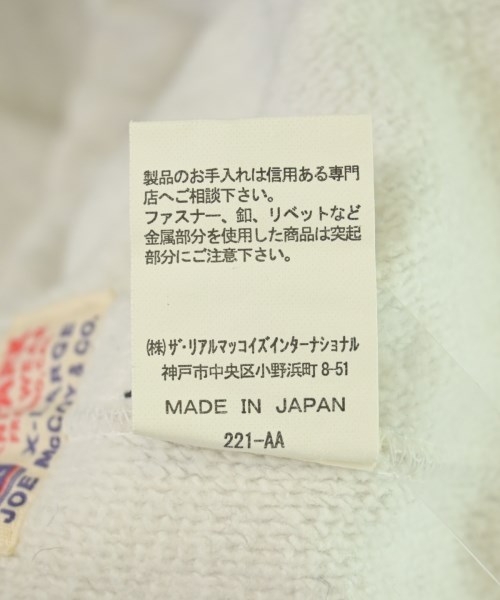 製品のお手入れは信用ある専門
店へご相談下さい。
ファスナー、釦、リベットなど
金属部分を使用した商品は突起
部分にご注意下さい。
(株)ザ・リアルマッコイズインターナショナル
神戸市中央区小野浜町 8-51
MADE IN JAPAN
221-AA
X-LARGE
JOE McCOY & CO.